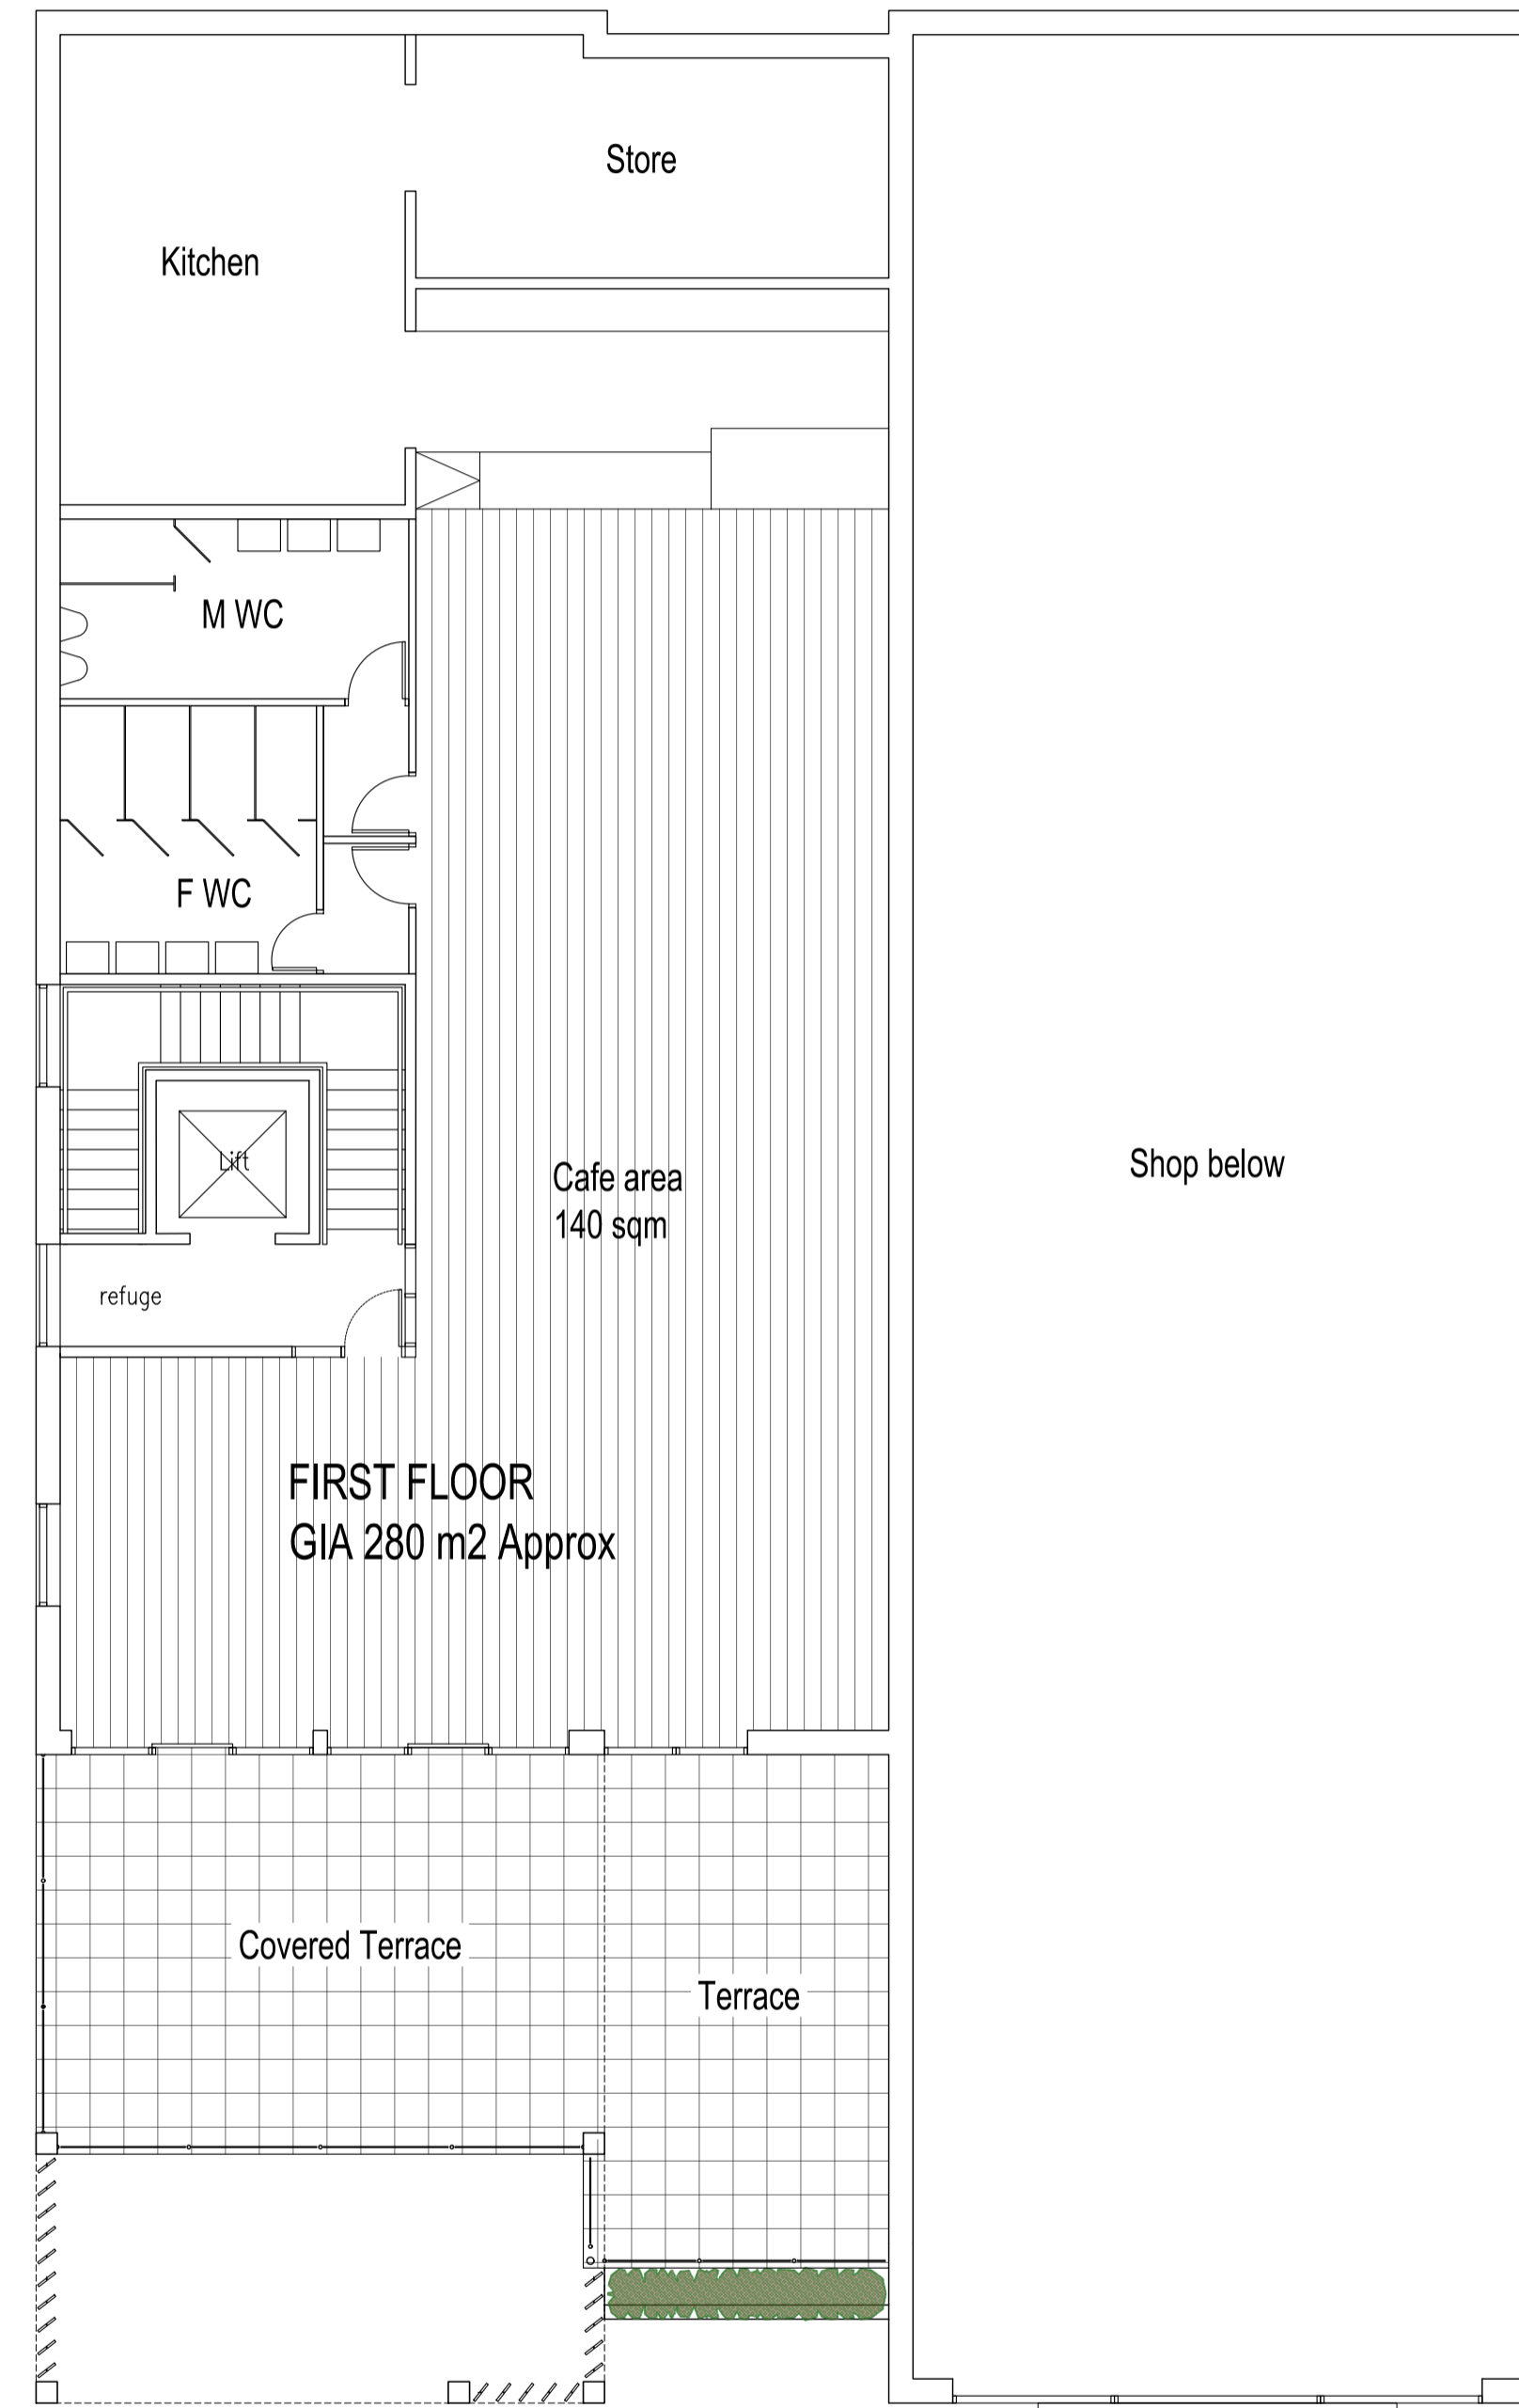 Store
Kitchen
M WC
F WC
Lift
Cafe area
140 sqm
Shop below
refuge
FIRST FLOOR
GIA 280 m2 Approx
Covered Terrace
Terrace